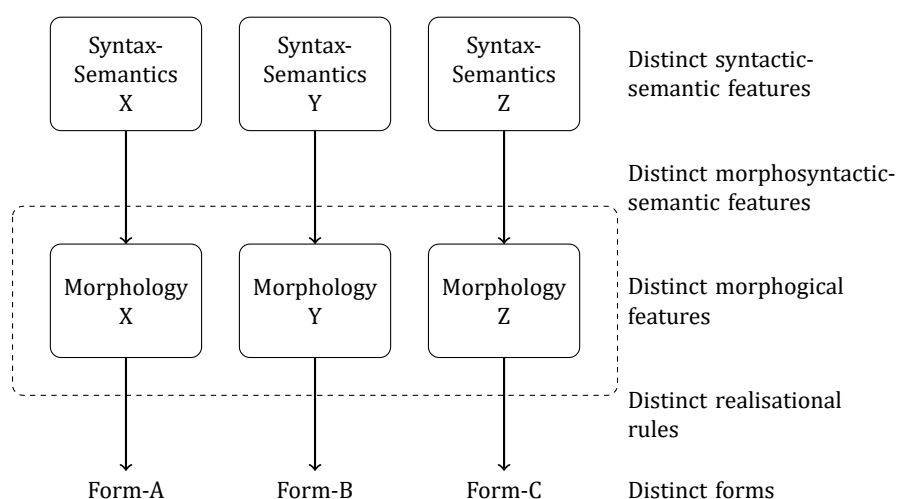 Syntax-
Semantics
X
Syntax-
Semantics
Y
Syntax-
Semantics
Z
Distinct syntactic-
semantic features
Distinct morphosyntactic-
semantic features
Morphology
X
Morphology
Y
Morphology
Z
Distinct morphogical
features
Distinct realisational
rules
Form-A
Form-B
Form-C
Distinct forms